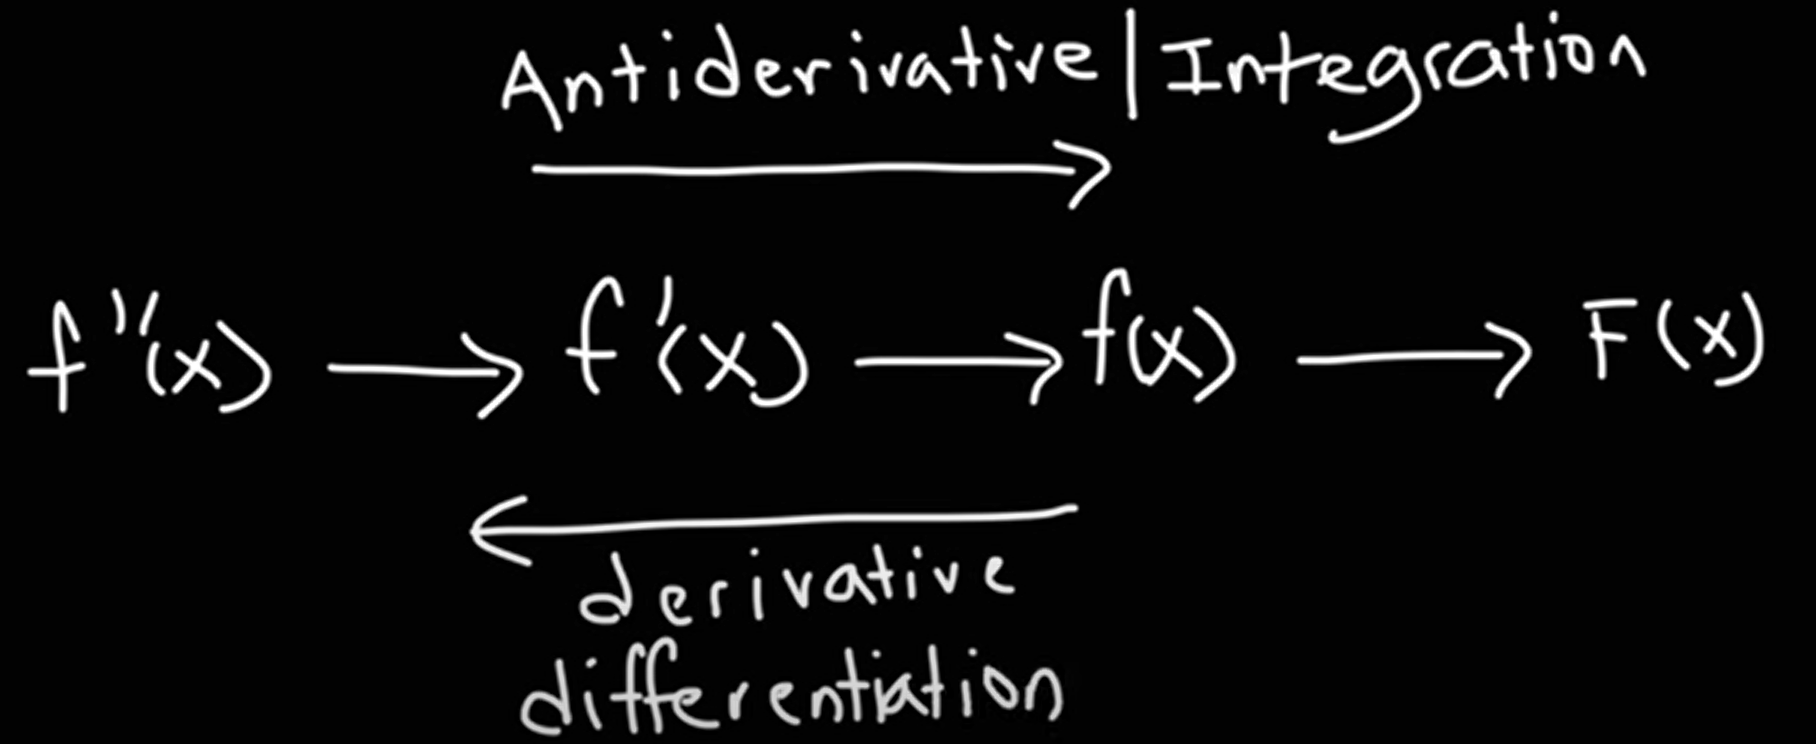 Antiderivative | Integration
f''(x) → f'(x) → f(x) → F(x)
derivative
differentiation